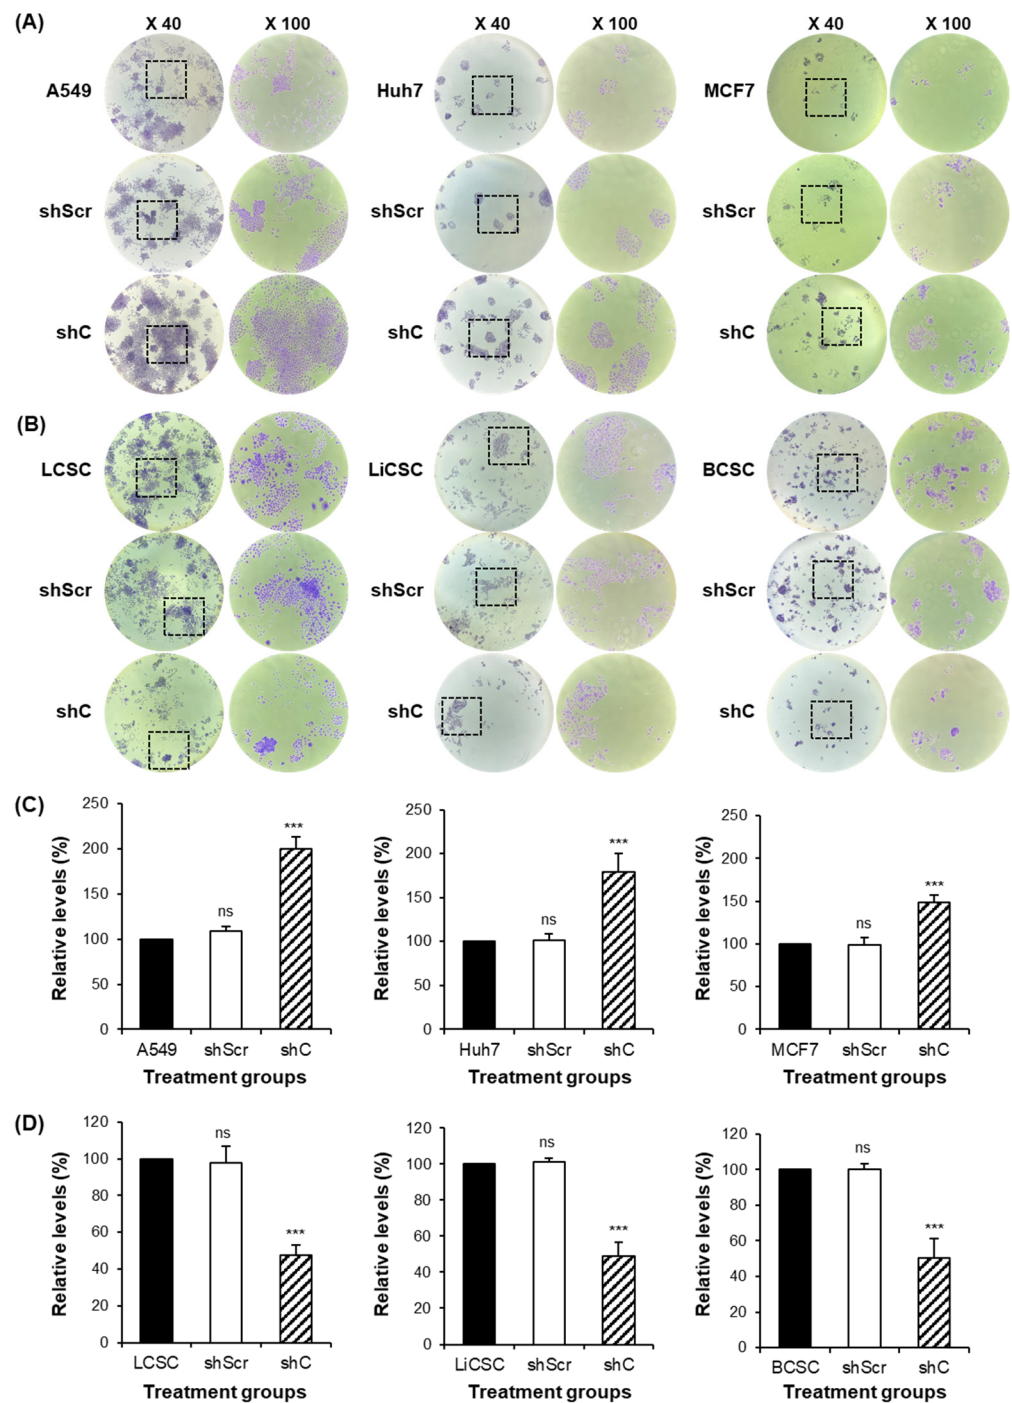 (A) X 40 X 100 X 40 X 100 X 40 X 100
A549 Huh7 MCF7
shScr shScr shScr
shC shC shC
(B)
LCSC LiCSC BCSC
shScr shScr shScr
shC shC shC
(C)
Relative levels (%)
250
200
150
100
50
0
ns
***
A549 shScr shC
Treatment groups
Relative levels (%)
250
200
150
100
50
0
ns
***
Huh7 shScr shC
Treatment groups
Relative levels (%)
250
200
150
100
50
0
ns
***
MCF7 shScr shC
Treatment groups
(D)
Relative levels (%)
120
100
80
60
40
20
0
ns
***
LCSC shScr shC
Treatment groups
Relative levels (%)
120
100
80
60
40
20
0
ns
***
LiCSC shScr shC
Treatment groups
Relative levels (%)
120
100
80
60
40
20
0
ns
***
BCSC shScr shC
Treatment groups